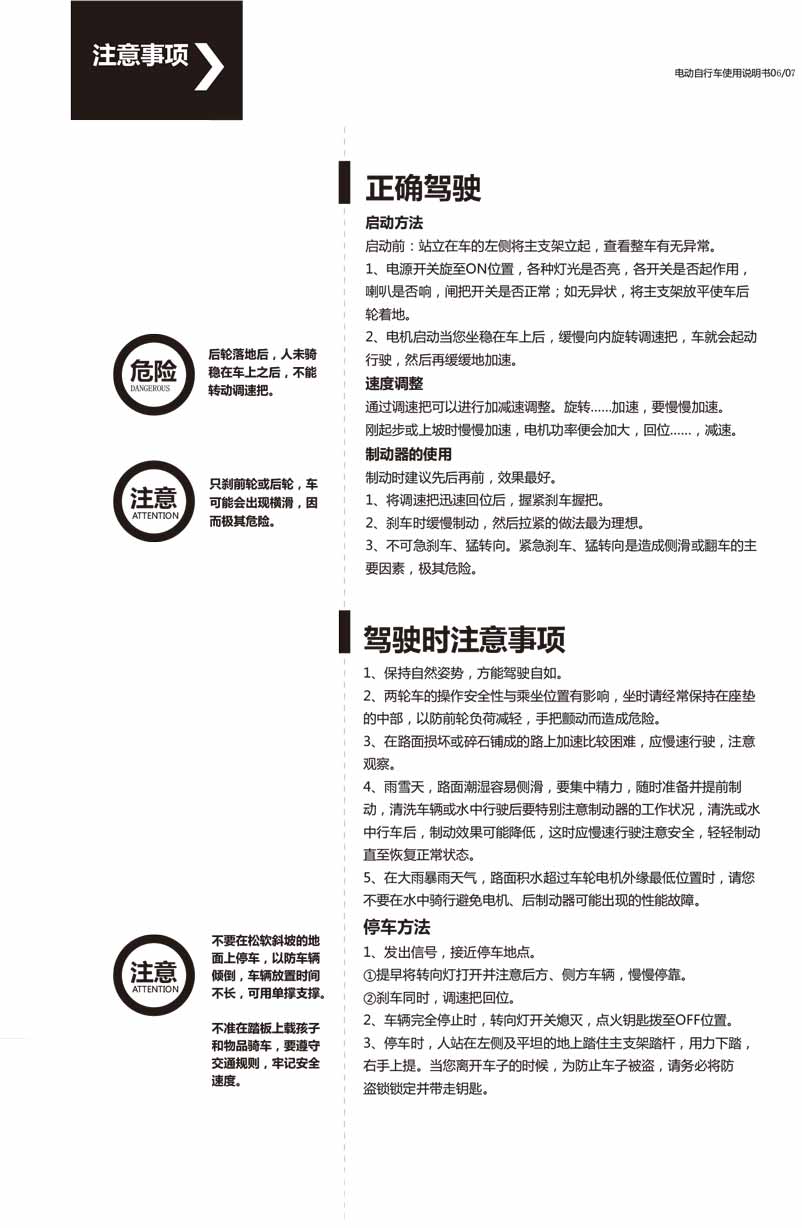 注意事项
电动自行车使用说明书06/07
正确驾驶
启动方法
启动前：站立在车的左侧将主支架立起，查看整车有无异常。
1、电源开关旋至ON位置，各种灯光是否亮，各开关是否起作用，
喇叭是否响，闸把开关是否正常；如无异状，将主支架放平使车后
轮着地。
2、电机启动当您坐稳在车上后，缓慢向内旋转调速把，车就会起动
行驶，然后再缓缓地加速。
危险
DANGEROUS
后轮落地后，人未骑
稳在车上之后，不能
转动调速把。
速度调整
通过调速把可以进行加减速调整。旋转......加速，要慢慢加速。
刚起步或上坡时慢慢加速，电机功率便会加大，回位......，减速。
制动器的使用
制动时建议先后再前，效果最好。
1、将调速把迅速回位后，握紧刹车握把。
2、刹车时缓慢制动，然后拉紧的做法最为理想。
3、不可急刹车、猛转向。紧急刹车、猛转向是造成侧滑或翻车的主
要因素，极其危险。
注意
ATTENTION
只刹前轮或后轮，车
可能会出现横滑，因
而极其危险。
驾驶时注意事项
1、保持自然姿势，方能驾驶自如。
2、两轮车的操作安全性与乘坐位置有影响，坐时请经常保持在座垫
的中部，以防前轮负荷减轻，手把颤动而造成危险。
3、在路面损坏或碎石铺成的路上加速比较困难，应慢速行驶，注意
观察。
4、雨雪天，路面潮湿容易侧滑，要集中精力，随时准备并提前制
动，清洗车辆或水中行驶后要特别注意制动器的工作状况，清洗或水
中行车后，制动效果可能降低，这时应慢速行驶注意安全，轻轻制动
直至恢复正常状态。
5、在大雨暴雨天气，路面积水超过车轮电机外缘最低位置时，请您
不要在水中骑行避免电机、后制动器可能出现的性能故障。
停车方法
1、发出信号，接近停车地点。
①提早将转向灯打开并注意后方、侧方车辆，慢慢停靠。
②刹车同时，调速把回位。
2、车辆完全停止时，转向灯开关熄灭，点火钥匙拨至OFF位置。
3、停车时，人站在左侧及平坦的地上踏住主支架踏杆，用力下踏，
右手上提。当您离开车子的时候，为防止车子被盗，请务必将防
盗锁锁定并带走钥匙。
注意
ATTENTION
不要在松软斜坡的地
面上停车，以防车辆
倾倒，车辆放置时间
不长，可用单撑支撑。
不准在踏板上载孩子
和物品骑车，要遵守
交通规则，牢记安全
速度。